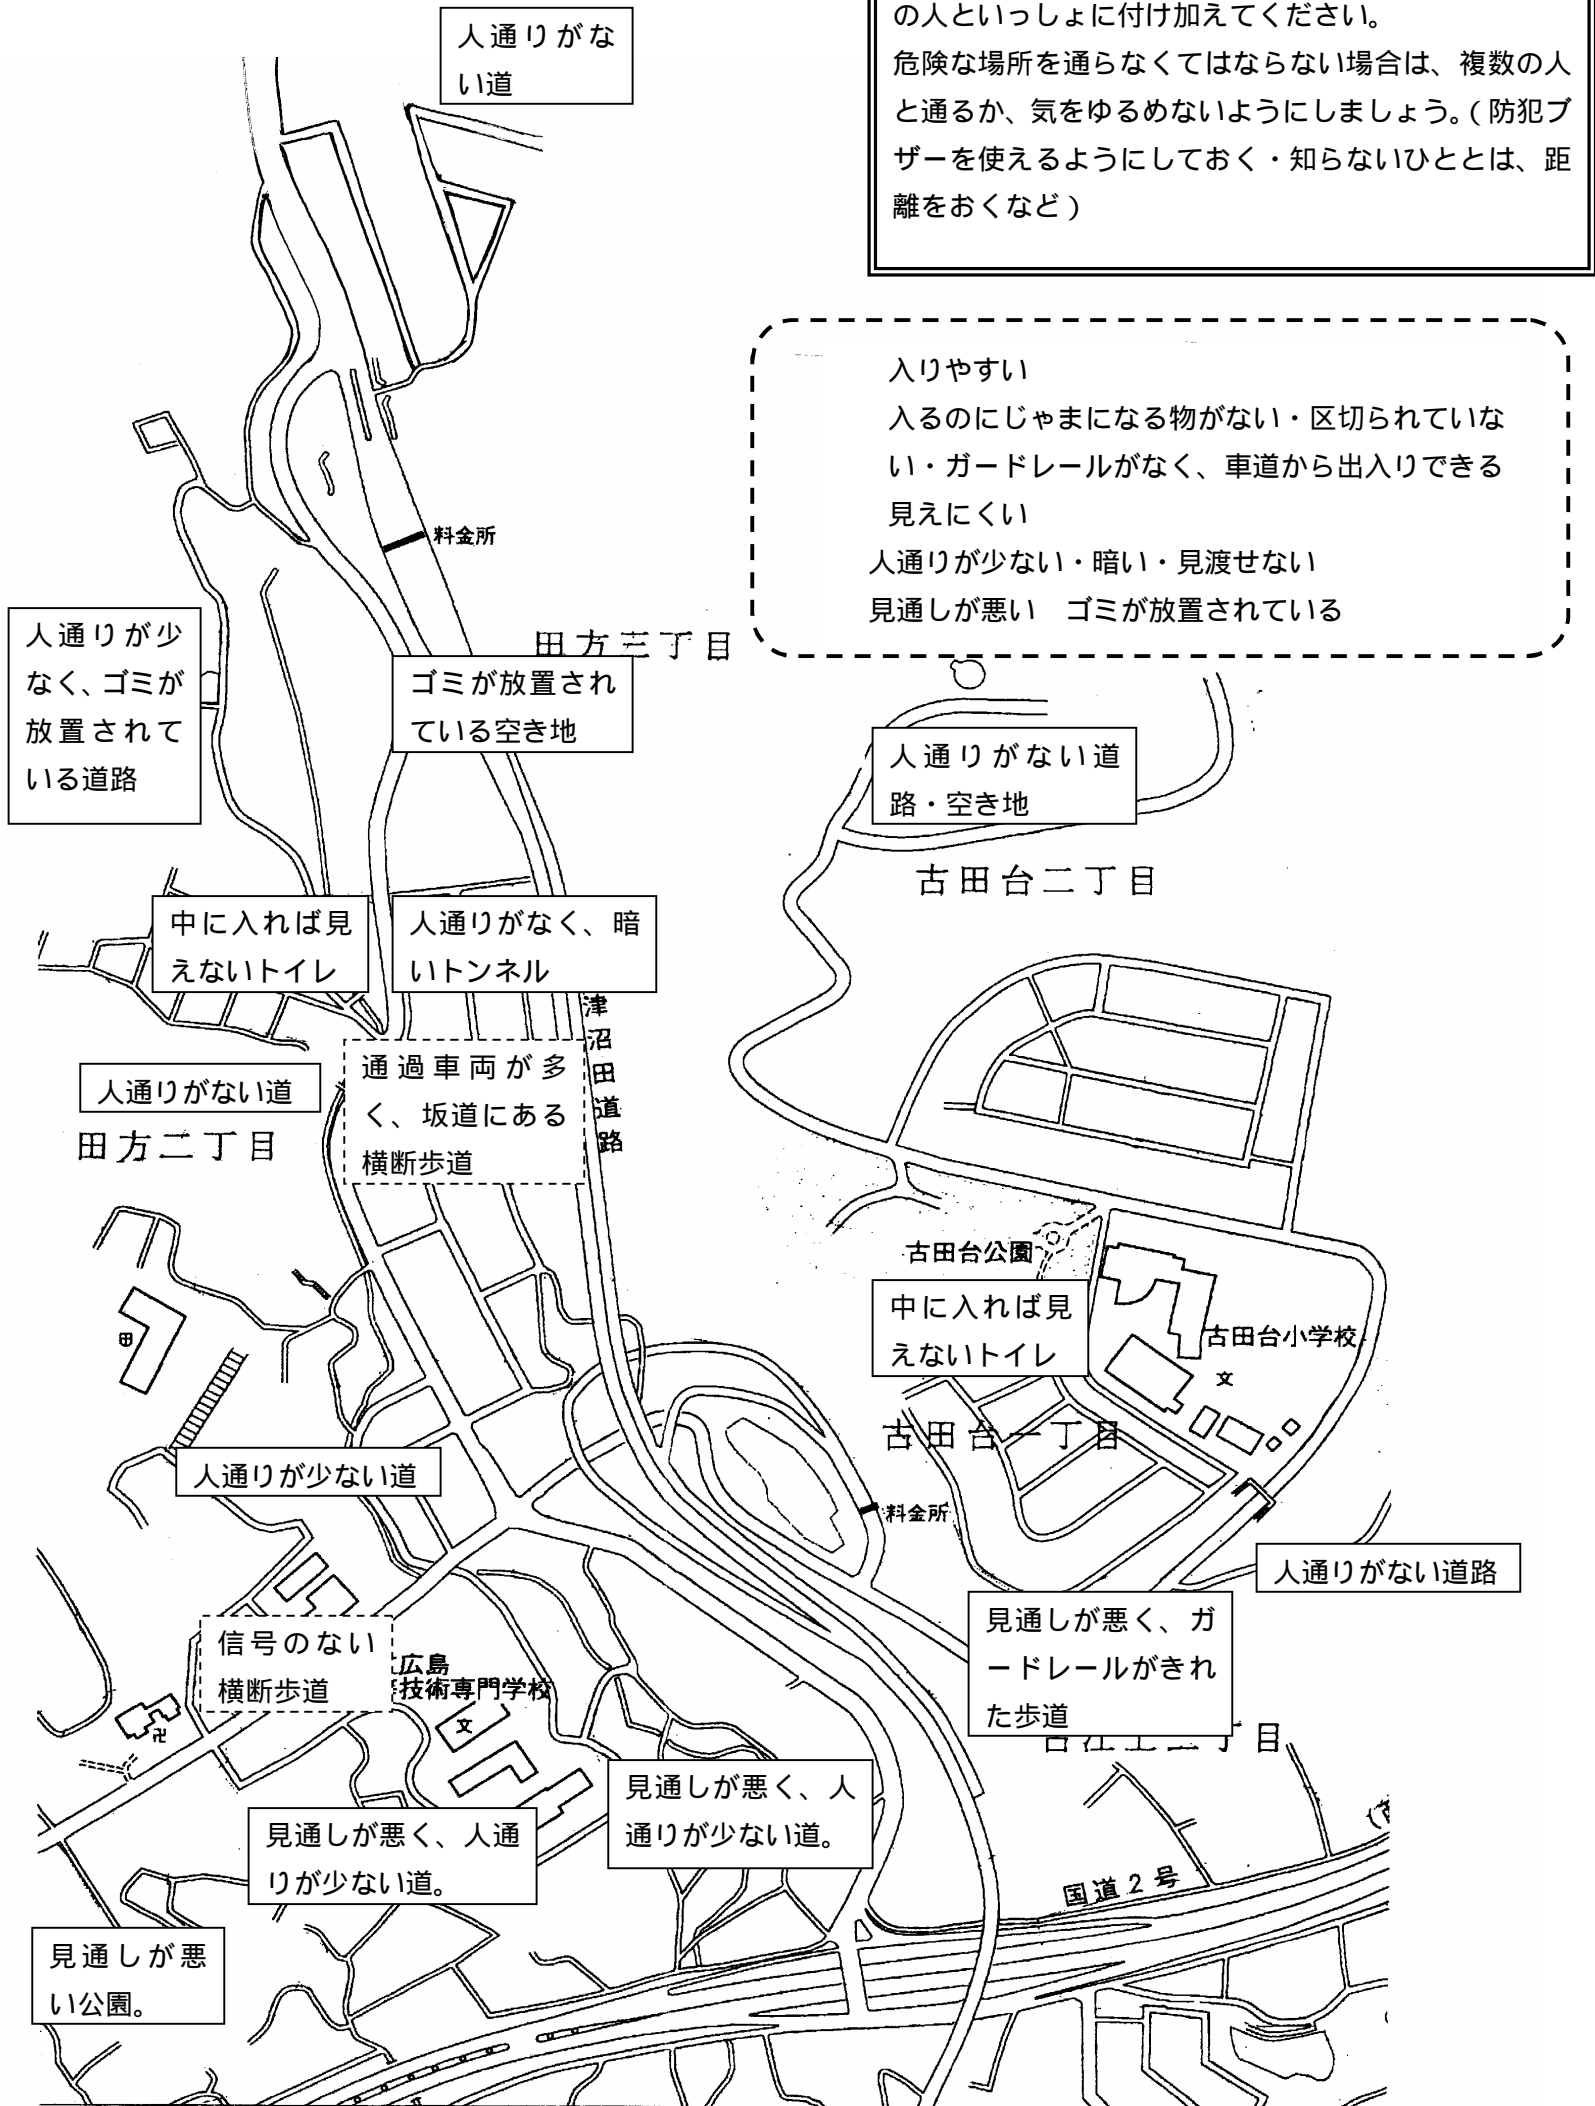 人通りがな
い道
の人といっしょに付け加えてください。
危険な場所を通らなくてはならない場合は、複数の人
と通るか、気をゆるめないようにしましょう。(防犯ブ
ザーを使えるようにしておく・知らないひととは、距
離をおくなど)
入りやすい
入るのにじゃまになる物がない・区切られていな
い・ガードレールがなく、車道から出入りできる
見えにくい
人通りが少ない・暗い・見渡せない
見通しが悪い ゴミが放置されている
料金所
人通りが少
なく、ゴミが
放置されて
いる道路
田方三丁目
ゴミが放置され
ている空き地
人通りがない道
路・空き地
古田台二丁目
中に入れば見
えないトイレ
人通りがなく、暗
いトンネル
津沼田道路
人通りがない道
田方二丁目
通過車両が多
く、坂道にある
横断歩道
古田台公園
中に入れば見
えないトイレ
古田台小学校
文
古田台一丁目
人通りが少ない道
料金所
人通りがない道路
見通しが悪く、ガ
ードレールがきれ
た歩道
信号のない
横断歩道
広島
技術専門学校
文
丁目
見通しが悪く、人
通りが少ない道。
見通しが悪く、人通
りが少ない道。
国道2号
見通しが悪
い公園。